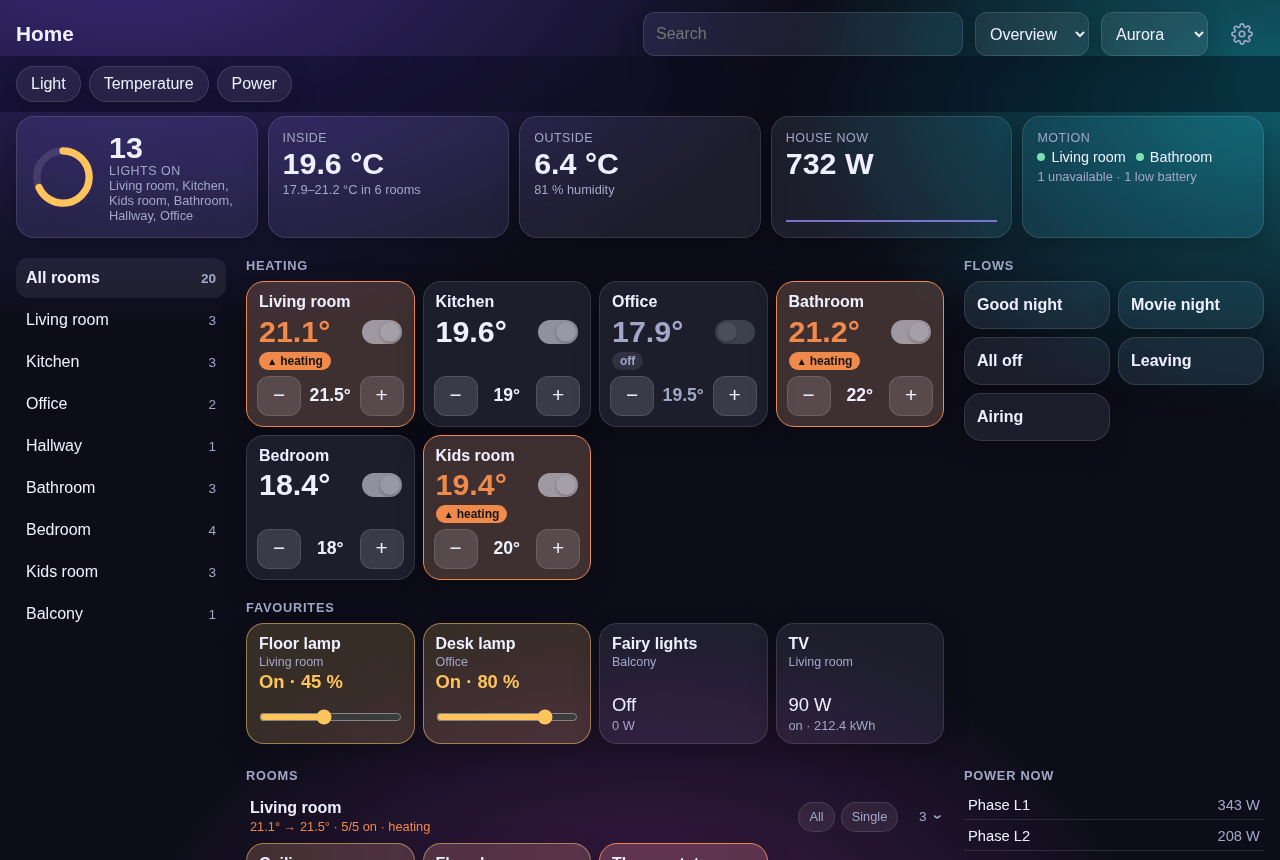 Home
Search
Overview
Aurora
Light
Temperature
Power
13
LIGHTS ON
Living room, Kitchen,
Kids room, Bathroom,
Hallway, Office
INSIDE
19.6 °C
17.9–21.2 °C in 6 rooms
OUTSIDE
6.4 °C
81 % humidity
HOUSE NOW
732 W
MOTION
Living room Bathroom
1 unavailable · 1 low battery
All rooms 20
Living room 3
Kitchen 3
Office 2
Hallway 1
Bathroom 3
Bedroom 4
Kids room 3
Balcony 1
HEATING
Living room
21.1°
▲ heating
− 21.5° +
Kitchen
19.6°
− 19° +
Office
17.9°
off
− 19.5° +
Bathroom
21.2°
▲ heating
− 22° +
Bedroom
18.4°
− 18° +
Kids room
19.4°
▲ heating
− 20° +
FAVOURITES
Floor lamp
Living room
On · 45 %
Desk lamp
Office
On · 80 %
Fairy lights
Balcony
Off
0 W
TV
Living room
90 W
on · 212.4 kWh
ROOMS
Living room
21.1° → 21.5° · 5/5 on · heating
All
Single
3
FLOWS
Good night
Movie night
All off
Leaving
Airing
POWER NOW
Phase L1 343 W
Phase L2 208 W